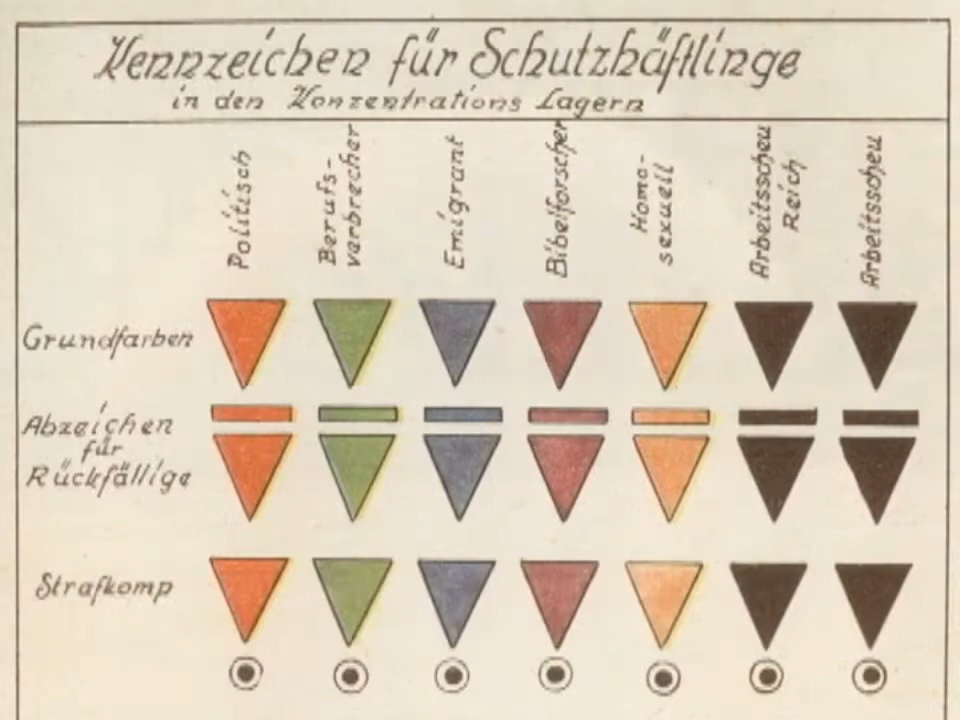 Kennzeichen für Schutzhäftlinge
in den Konzentrations Lagern
Politisch
Berufs-
verbrecher
Emigrant
Bibelforscher
Homo-
sexuell
Arbeitsscheu
Reich
Arbeitsscheu
Grundfarben
Abzeichen
für
Rückfällige
Strafkomp